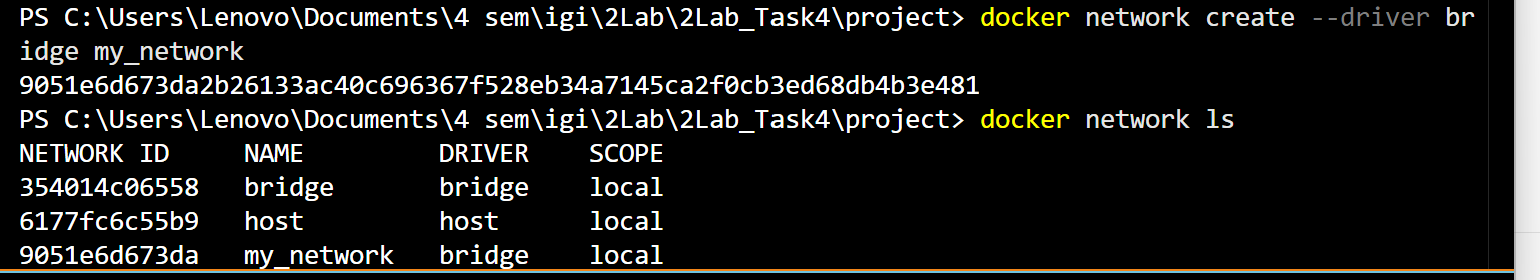 PS C:\Users\Lenovo\Documents\4 sem\igi\2Lab\2Lab_Task4\project> docker network create --driver br
idge my_network
9051e6d673da2b26133ac40c696367f528eb34a7145ca2f0cb3ed68db4b3e481
PS C:\Users\Lenovo\Documents\4 sem\igi\2Lab\2Lab_Task4\project> docker network ls
NETWORK ID     NAME         DRIVER    SCOPE
354014c06558   bridge       bridge    local
6177fc6c55b9   host         host      local
9051e6d673da   my_network   bridge    local